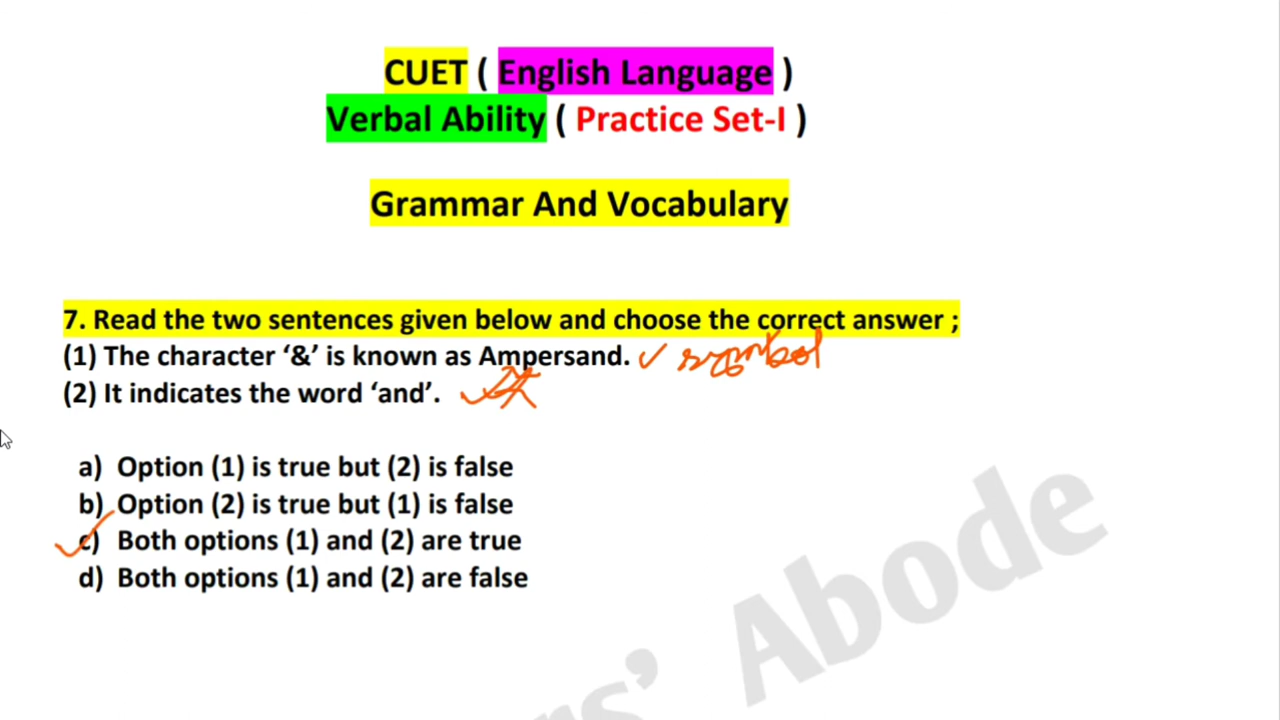 CUET ( English Language )
Verbal Ability ( Practice Set-I )
Grammar And Vocabulary
7. Read the two sentences given below and choose the correct answer ;
(1) The character ‘&’ is known as Ampersand. ✓ symbol
(2) It indicates the word ‘and’.
a) Option (1) is true but (2) is false
b) Option (2) is true but (1) is false
c) Both options (1) and (2) are true
d) Both options (1) and (2) are false
Abode